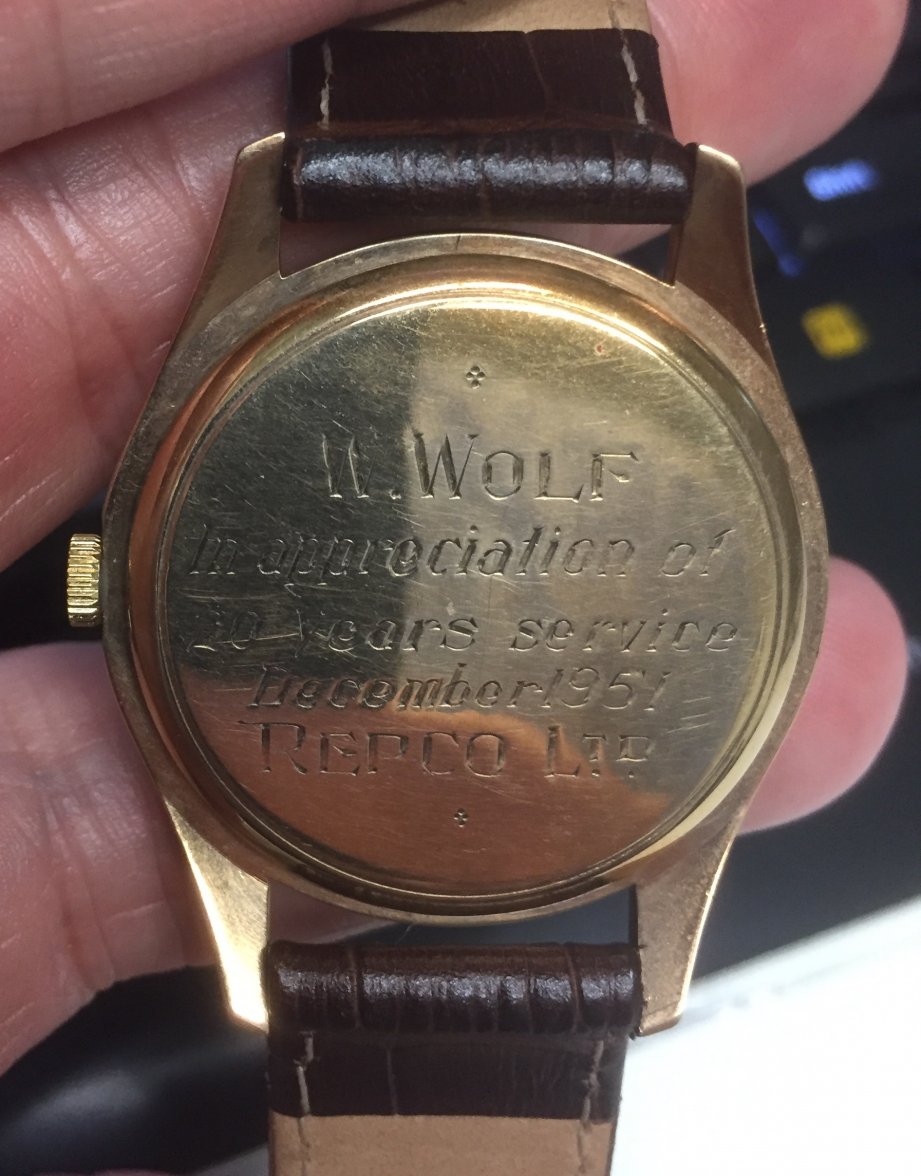 W. WOLF
In appreciation of
20 years service
December 1951
REPCO LTD